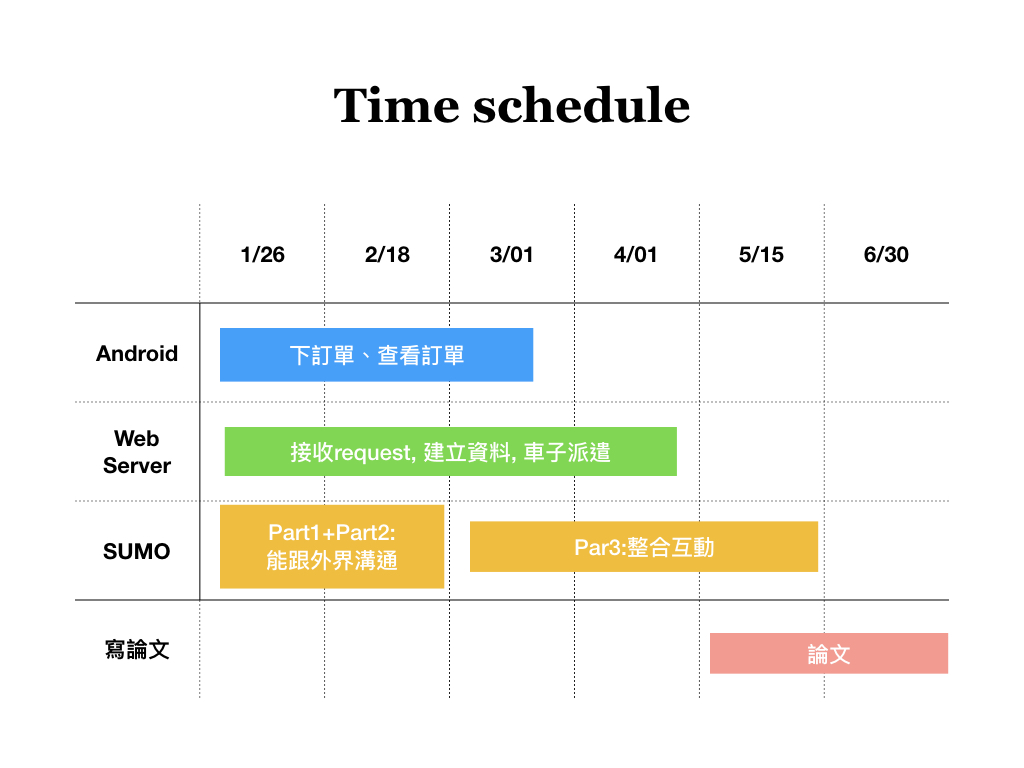 Time schedule
1/26 2/18 3/01 4/01 5/15 6/30
Android 下訂單、查看訂單
Web
Server
接收request, 建立資料, 車子派遣
SUMO
Part1+Part2:
能跟外界溝通
Par3:整合互動
寫論文 論文